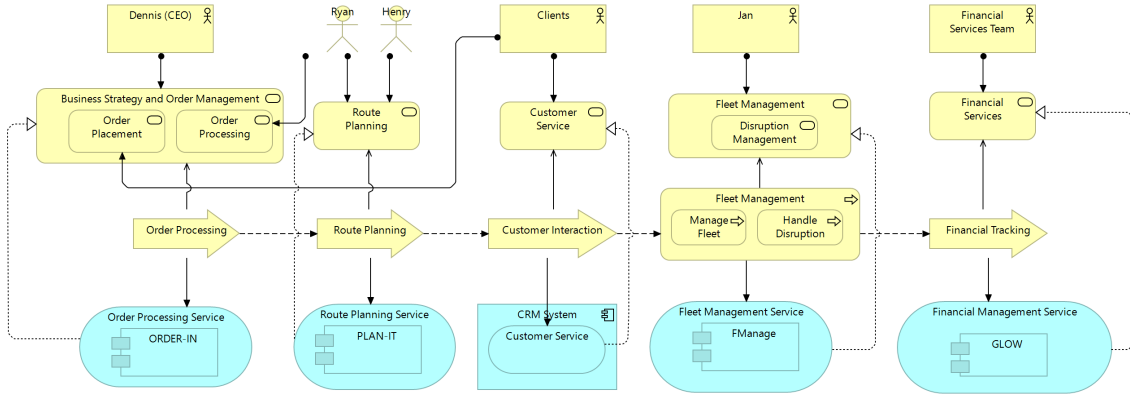 Dennis (CEO)
Ryan
Henry
Clients
Jan
Financial
Services Team
Business Strategy and Order Management
Order
Placement
Order
Processing
Route
Planning
Customer
Service
Fleet Management
Disruption
Management
Financial
Services
Order Processing
Route Planning
Customer Interaction
Fleet Management
Manage
Fleet
Handle
Disruption
Financial Tracking
Order Processing Service
ORDER-IN
Route Planning Service
PLAN-IT
CRM System
Customer Service
Fleet Management Service
FManage
Financial Management Service
GLOW